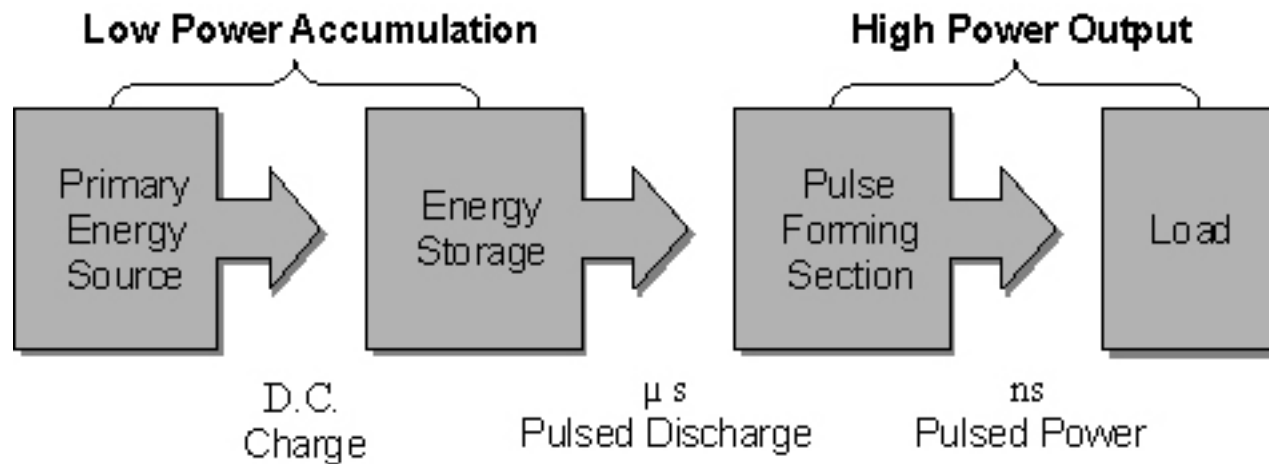 Low Power Accumulation
High Power Output
Primary
Energy
Source
Energy
Storage
Pulse
Forming
Section
Load
D.C.
Charge
μs
Pulsed Discharge
ns
Pulsed Power